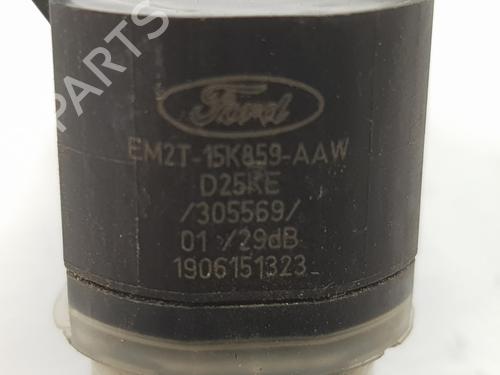 Ford
EM2T-15K859-AAW
D25KE
/305569/
01 /29dB
1906151323
B-PARTS